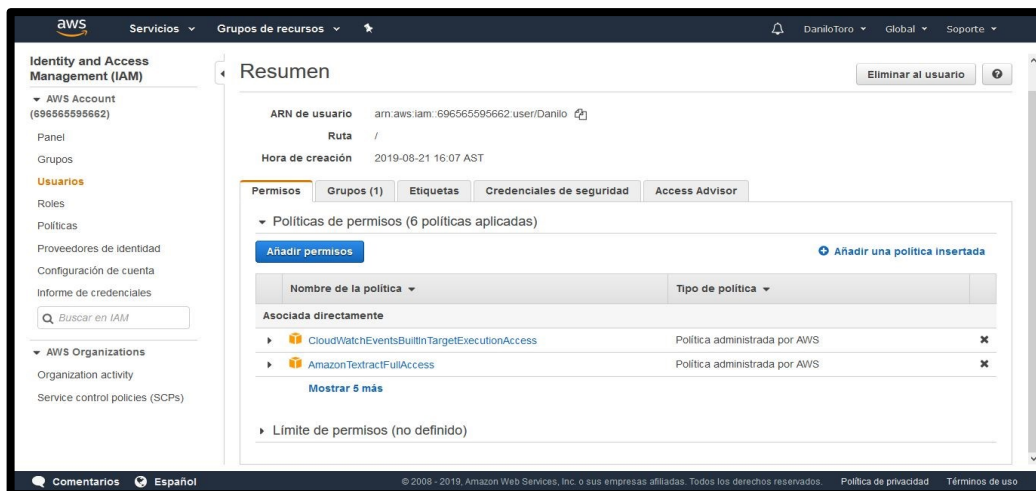 aws Servicios Grupos de recursos DaniloToro Global Soporte
Identity and Access Management (IAM)
AWS Account (696565595662)
Panel
Grupos
Usuarios
Roles
Políticas
Proveedores de identidad
Configuración de cuenta
Informe de credenciales
Buscar en IAM
AWS Organizations
Organization activity
Service control policies (SCPs)
Resumen
Eliminar al usuario ?
ARN de usuario arn:aws:iam::696565595662:user/Danilo
Ruta /
Hora de creación 2019-08-21 16:07 AST
Permisos Grupos (1) Etiquetas Credenciales de seguridad Access Advisor
Políticas de permisos (6 políticas aplicadas)
Añadir permisos Añadir una política insertada
Nombre de la política Tipo de política
Asociada directamente
CloudWatchEventsBuiltInTargetExecutionAccess Política administrada por AWS
AmazonTextractFullAccess Política administrada por AWS
Mostrar 5 más
Límite de permisos (no definido)
Comentarios Español © 2008 - 2019, Amazon Web Services, Inc. o sus empresas afiliadas. Todos los derechos reservados. Política de privacidad Términos de uso